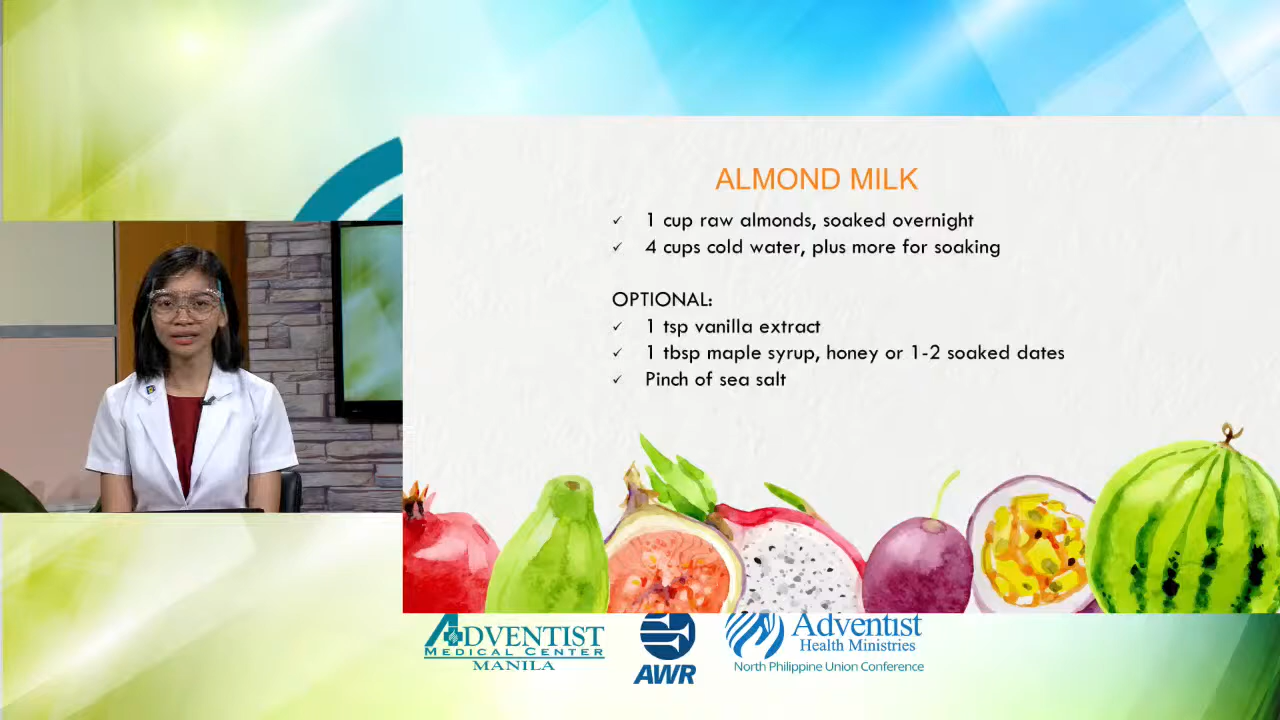 ALMOND MILK
✓ 1 cup raw almonds, soaked overnight
✓ 4 cups cold water, plus more for soaking
OPTIONAL:
✓ 1 tsp vanilla extract
✓ 1 tbsp maple syrup, honey or 1-2 soaked dates
✓ Pinch of sea salt
ADVENTIST
MEDICAL CENTER
MANILA
AWR
Adventist
Health Ministries
North Philippine Union Conference